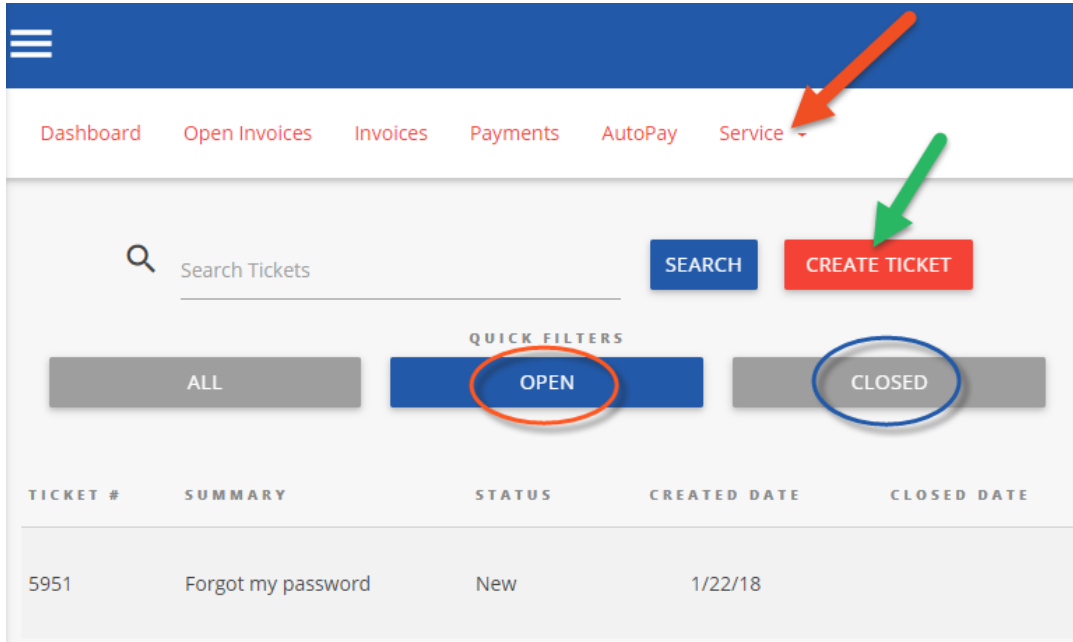 Dashboard Open Invoices Invoices Payments AutoPay Service
Search Tickets SEARCH CREATE TICKET
QUICK FILTERS
ALL OPEN CLOSED
TICKET # SUMMARY STATUS CREATED DATE CLOSED DATE
5951 Forgot my password New 1/22/18